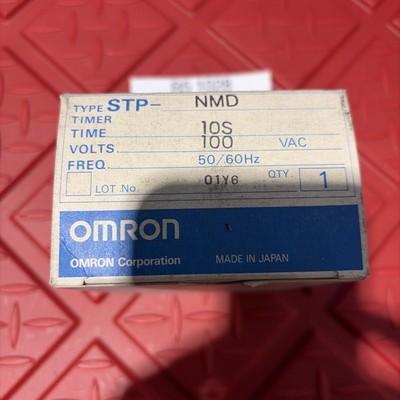 TYPE STP- NMD
TIMER
TIME 10S
VOLTS 100 VAC
FREQ. 50/60Hz
LOT No. 01Y6 QTY. 1
OMRON
OMRON Corporation MADE IN JAPAN